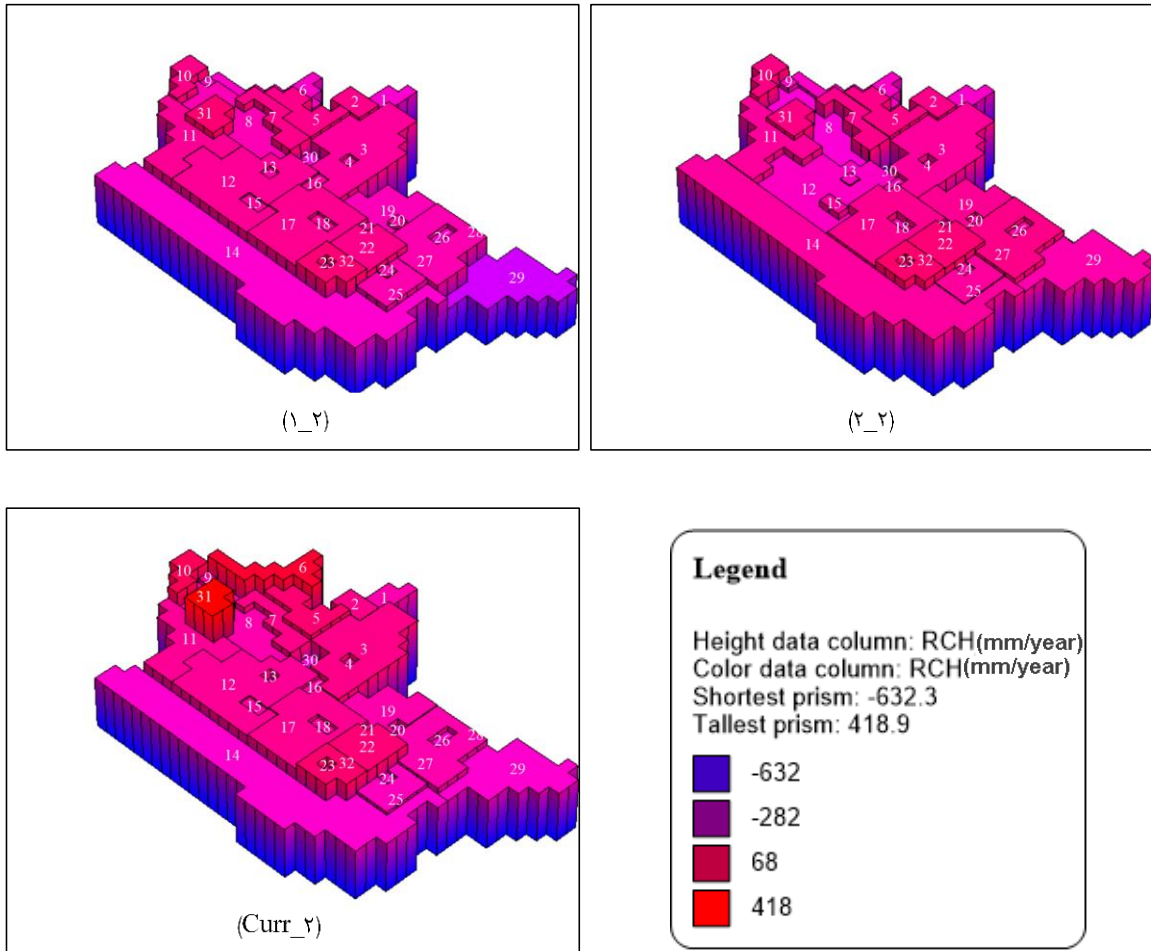 10 9 6 2 1
31 8 7 5
11 30 4 3
12 13 16
15 17 18 19 20
14 21 22 26 28
23 32 24 27 29
25
(١_٢)
10 9 6 2 1
31 8 7 5
11 30 4 3
12 13 16
15 17 18 19 20
14 21 22 26
23 32 24 27 29
25
(٢_٢)
10 9 6 2 1
31 8 7 5
11 30 4 3
12 13 16
15 17 18 19 20
14 21 22 26 28
23 32 24 27 29
25
(Curr_٢)
Legend
Height data column: RCH(mm/year)
Color data column: RCH(mm/year)
Shortest prism: -632.3
Tallest prism: 418.9
-632
-282
68
418